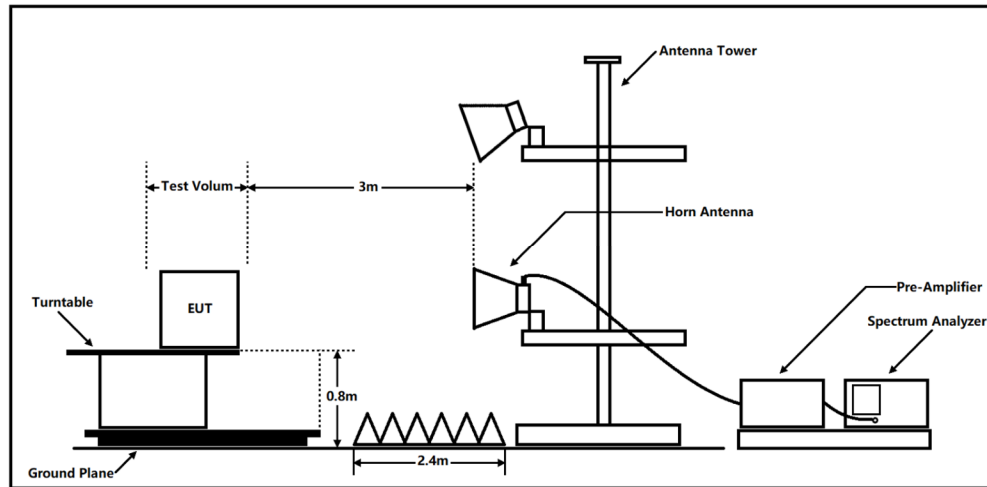 Antenna Tower
Test Volum
3m
Horn Antenna
EUT
Turntable
Pre-Amplifier
Spectrum Analyzer
0.8m
2.4m
Ground Plane